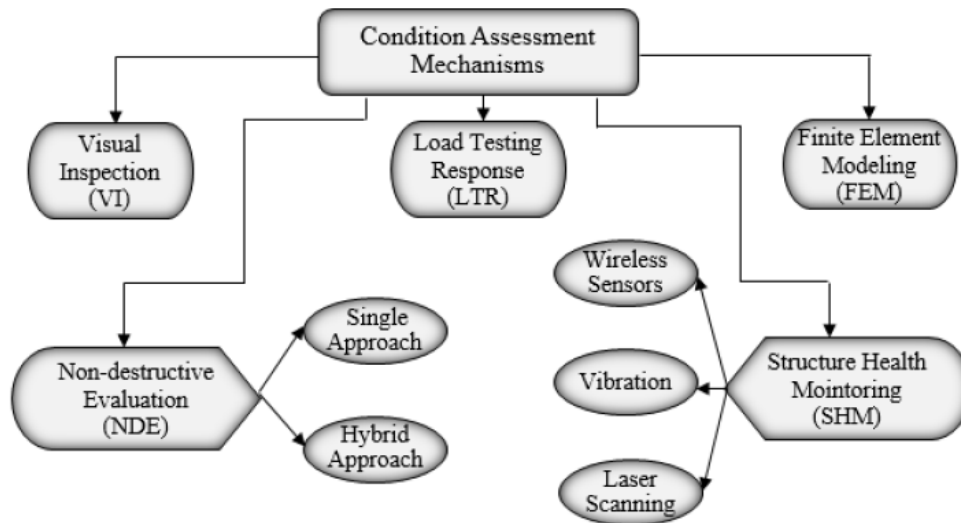 Condition Assessment
Mechanisms
Visual
Inspection
(VI)
Load Testing
Response
(LTR)
Finite Element
Modeling
(FEM)
Non-destructive
Evaluation
(NDE)
Single
Approach
Hybrid
Approach
Wireless
Sensors
Vibration
Laser
Scanning
Structure Health
Mointoring
(SHM)